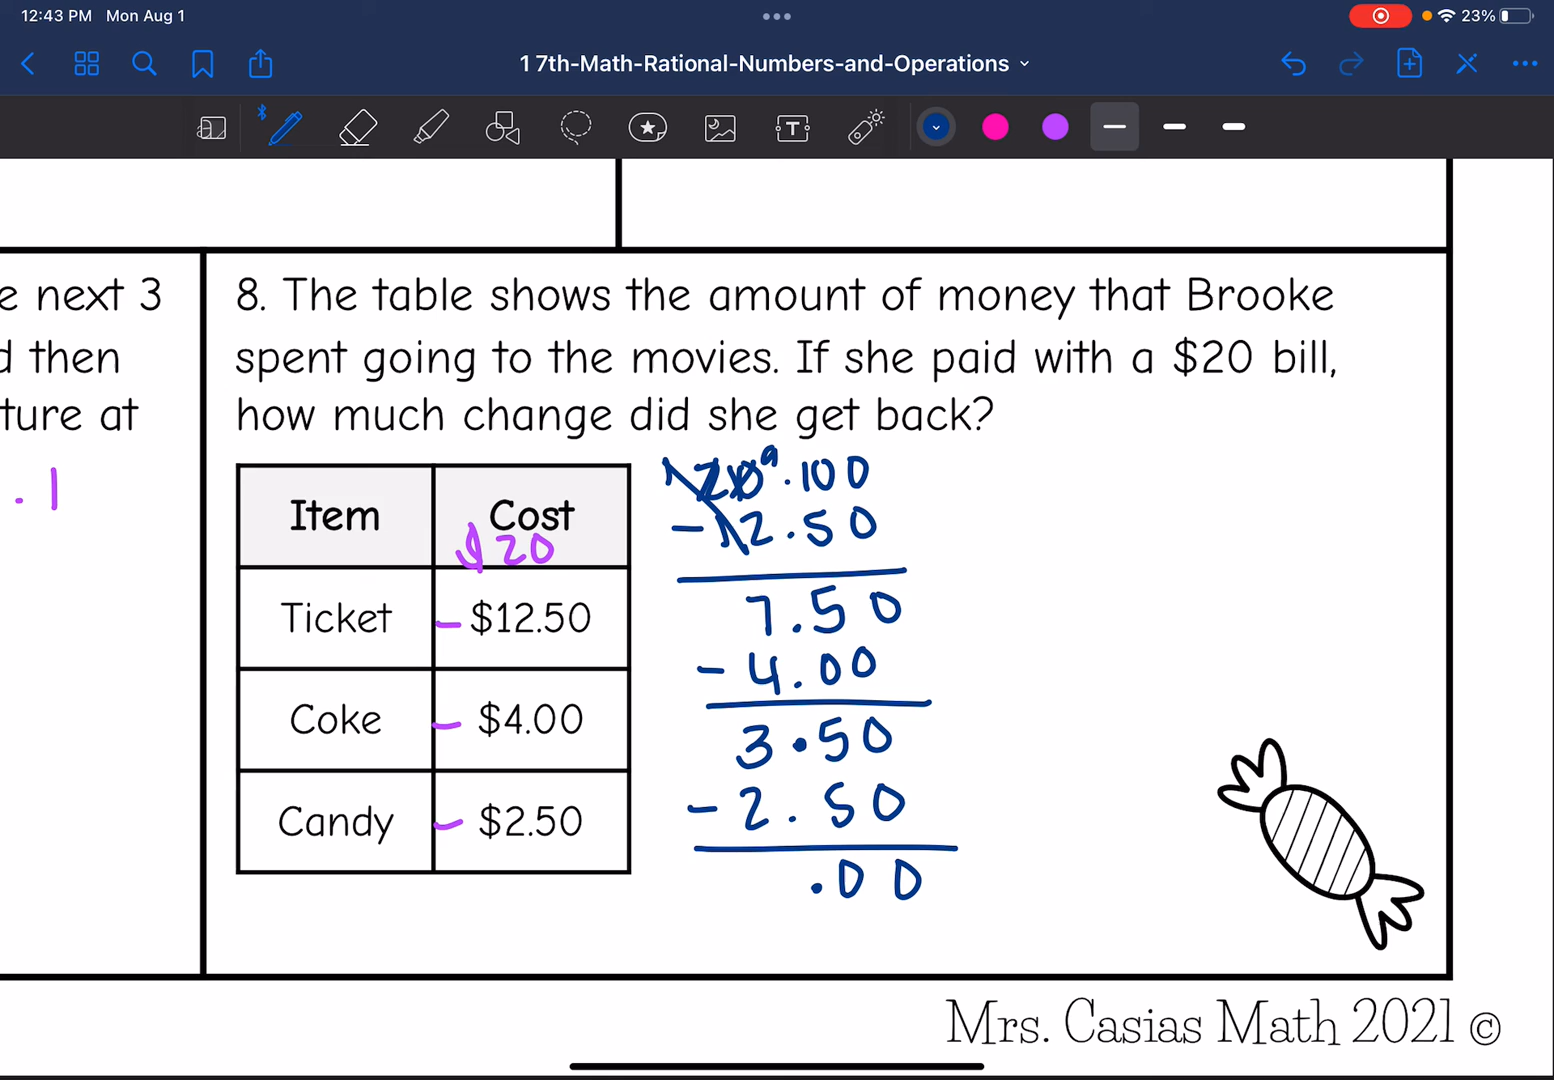 12:43 PM Mon Aug 1
23%
1 7th-Math-Rational-Numbers-and-Operations
T
e next 3
d then
ture at
. 1
8. The table shows the amount of money that Brooke
spent going to the movies. If she paid with a $20 bill,
how much change did she get back?
Item Cost
$20
Ticket - $12.50
Coke - $4.00
Candy - $2.50
- 12.50
7.50
- 4.00
3.50
- 2.50
.00
Mrs. Casias Math 2021 ©